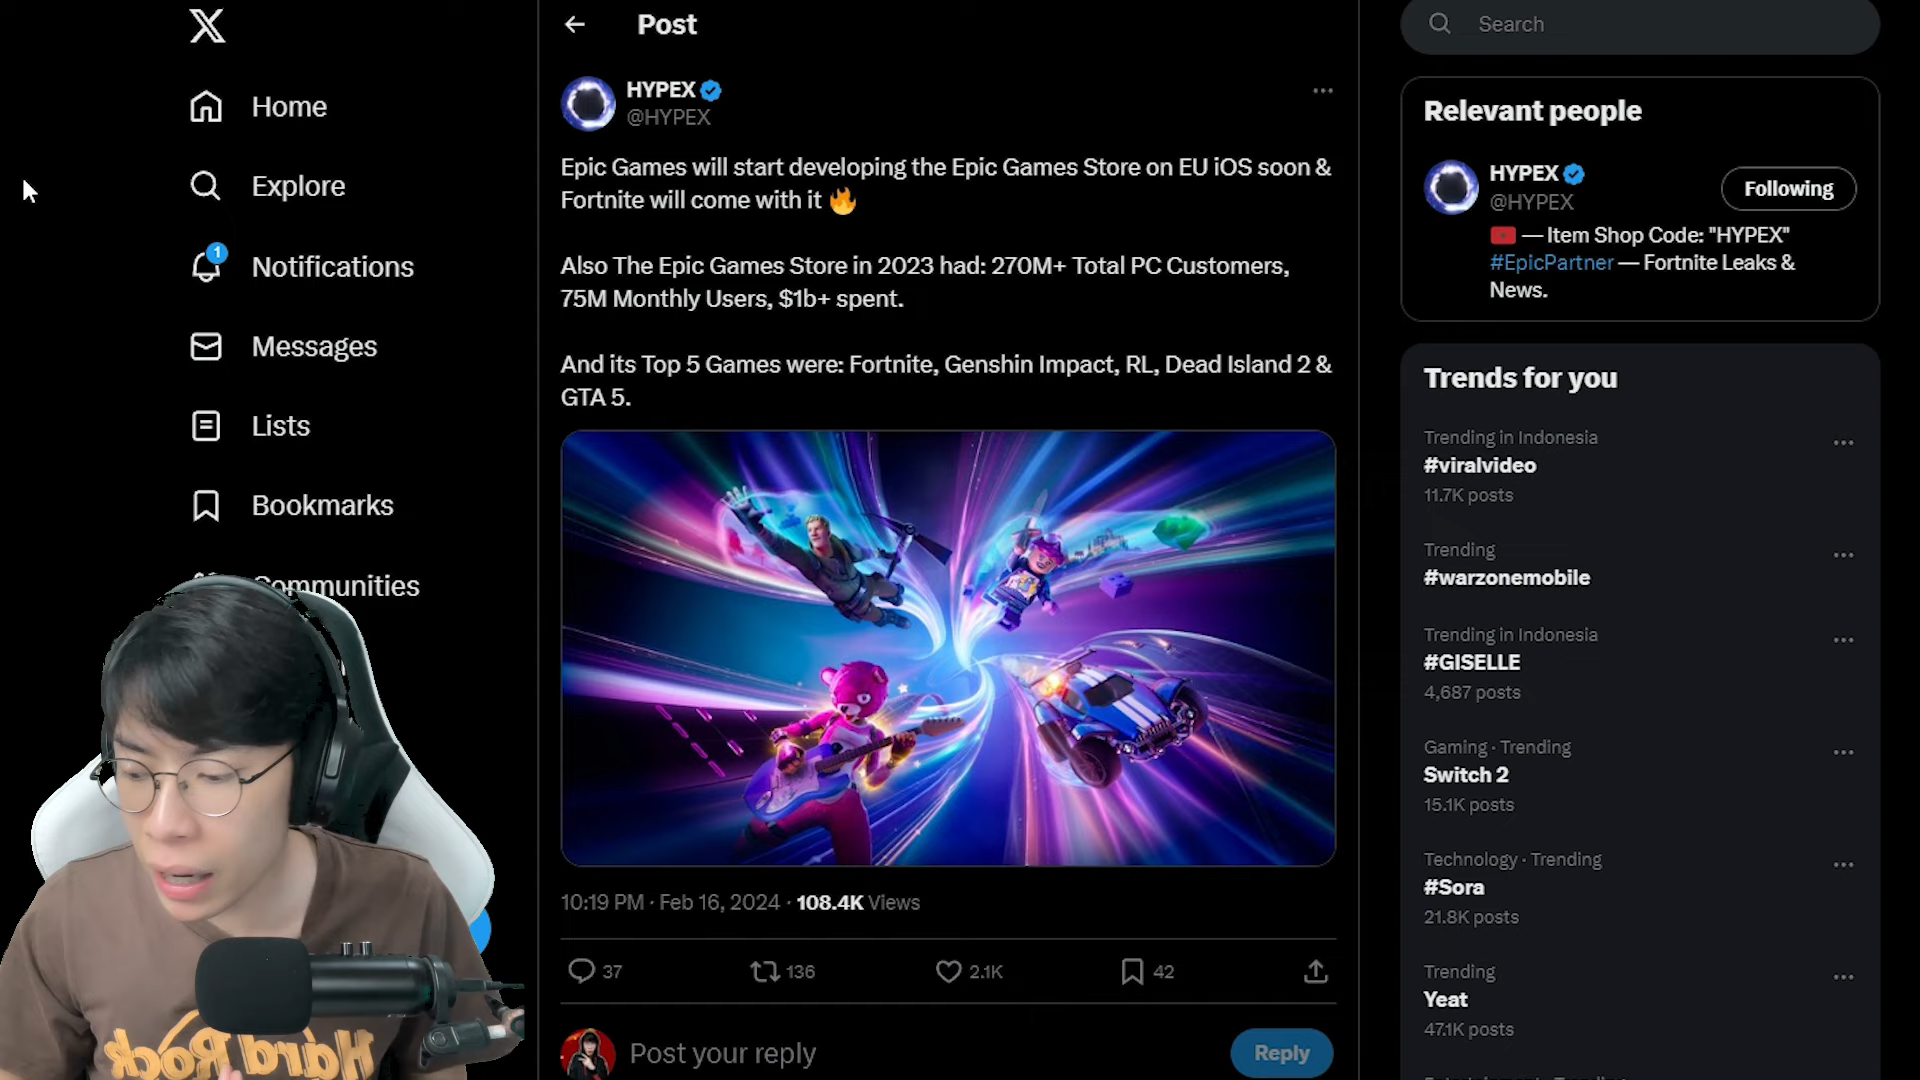 Home
Explore
1
Notifications
Messages
Lists
Bookmarks
Communities
Hard Rock
Post
HYPEX
@HYPEX
Epic Games will start developing the Epic Games Store on EU iOS soon &
Fortnite will come with it 🔥
Also The Epic Games Store in 2023 had: 270M+ Total PC Customers,
75M Monthly Users, $1b+ spent.
And its Top 5 Games were: Fortnite, Genshin Impact, RL, Dead Island 2 &
GTA 5.
10:19 PM · Feb 16, 2024 · 108.4K Views
37
136
2.1K
42
Post your reply
Reply
Search
Relevant people
HYPEX
@HYPEX
Following
— Item Shop Code: "HYPEX"
#EpicPartner — Fortnite Leaks &
News.
Trends for you
Trending in Indonesia
#viralvideo
11.7K posts
Trending
#warzonemobile
Trending in Indonesia
#GISELLE
4,687 posts
Gaming · Trending
Switch 2
15.1K posts
Technology · Trending
#Sora
21.8K posts
Trending
Yeat
47.1K posts